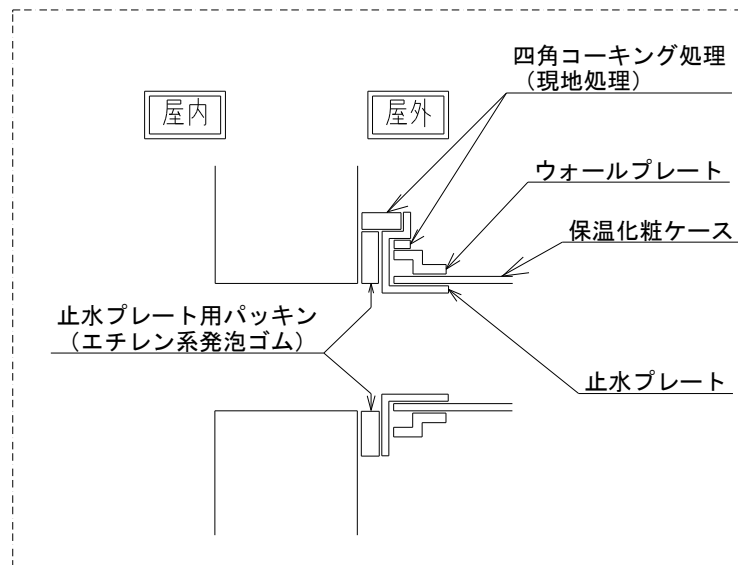 四角コーキング処理
（現地処理）
屋内
屋外
ウォールプレート
保温化粧ケース
止水プレート用パッキン
（エチレン系発泡ゴム）
止水プレート